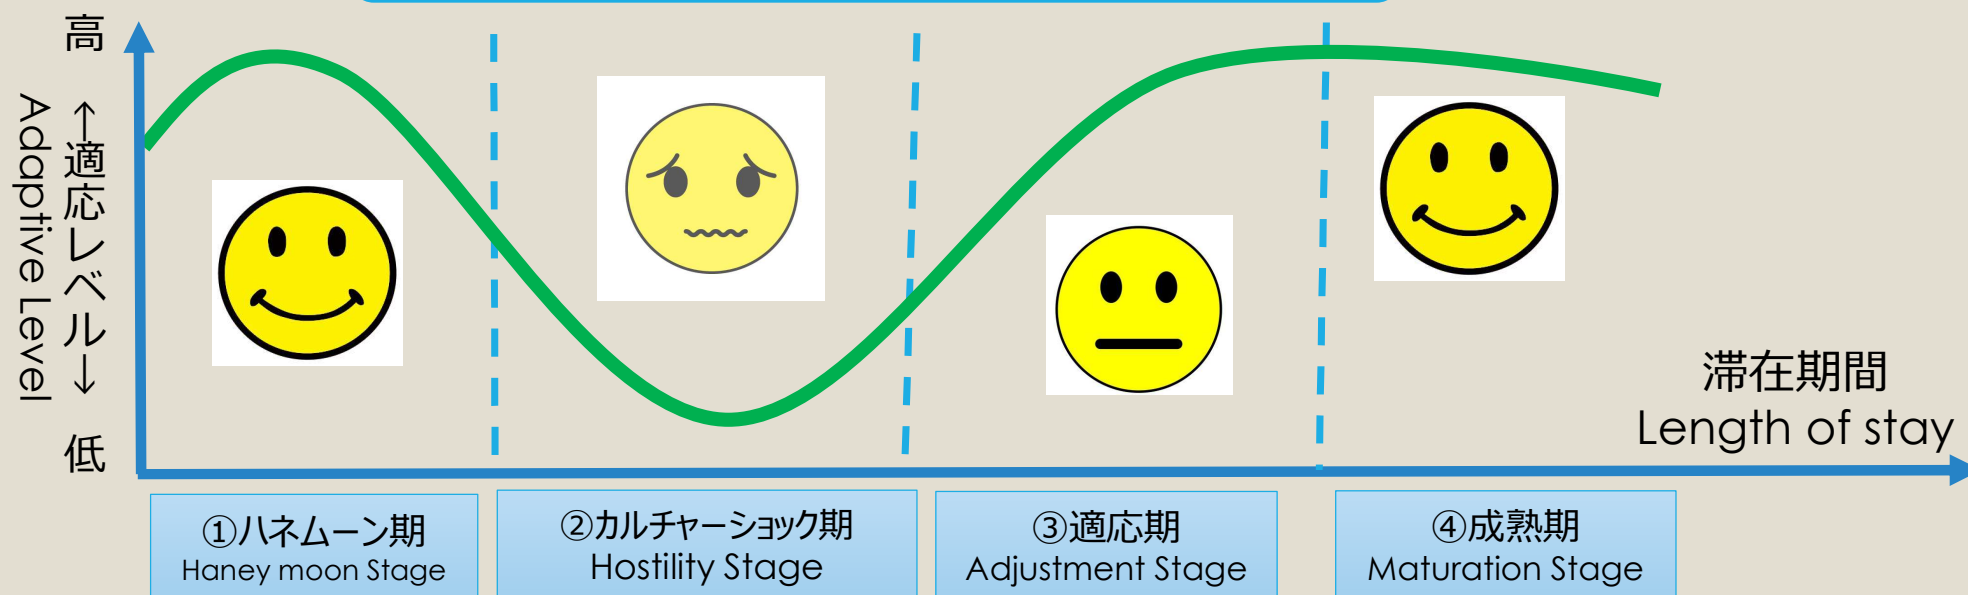 高
↑適応レベル↓
Adaptive Level
低
滞在期間
Length of stay
①ハネムーン期
Haney moon Stage
②カルチャーショック期
Hostility Stage
③適応期
Adjustment Stage
④成熟期
Maturation Stage